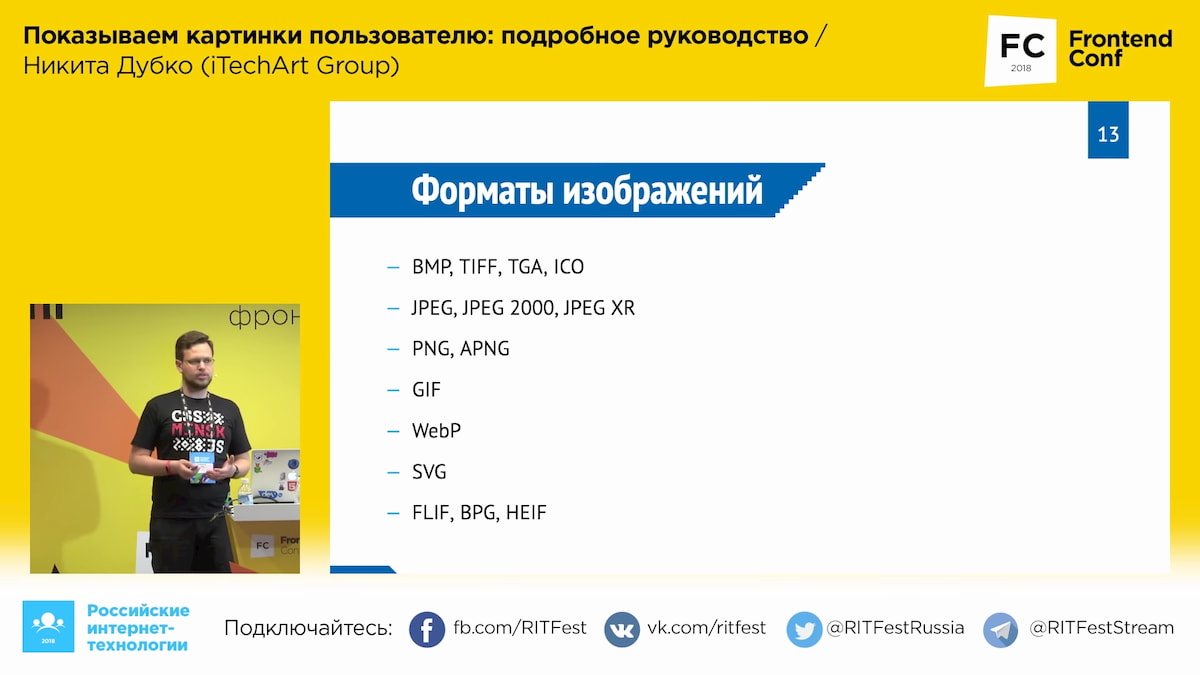 Показываем картинки пользователю: подробное руководство /
Никита Дубко (iTechArt Group)
FC
2018
Frontend
Conf
13
Форматы изображений
– BMP, TIFF, TGA, ICO
– JPEG, JPEG 2000, JPEG XR
– PNG, APNG
– GIF
– WebP
– SVG
– FLIF, BPG, HEIF
фрон
CSS
MINSK
JS
FC
Fron
Con
2018
Российские
интернет-
технологии
Подключайтесь:
fb.com/RITFest
vk.com/ritfest
@RITFestRussia
@RITFestStream